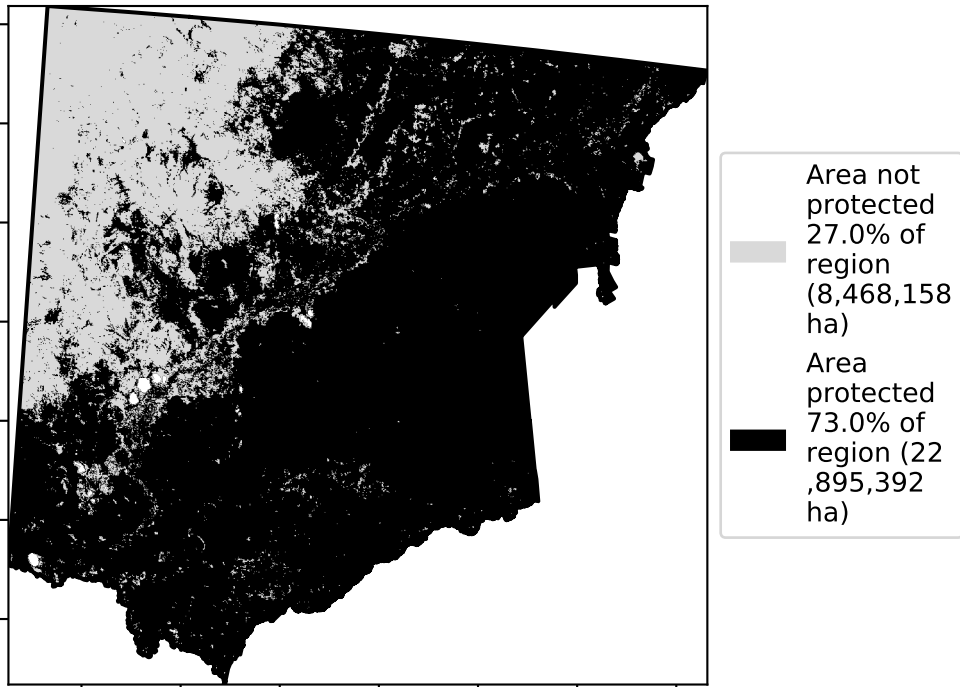 Area not
protected
27.0% of
region
(8,468,158
ha)
Area
protected
73.0% of
region (22
,895,392
ha)